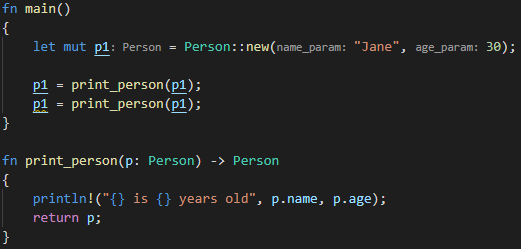 fn main()
{
    let mut p1: Person = Person::new(name_param: "Jane", age_param: 30);

    p1 = print_person(p1);
    p1 = print_person(p1);
}

fn print_person(p: Person) -> Person
{
    println!("{} is {} years old", p.name, p.age);
    return p;
}